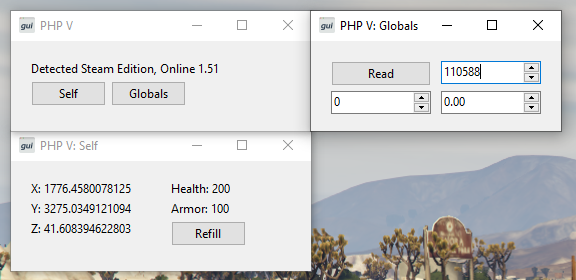 gui PHP V
Detected Steam Edition, Online 1.51
Self Globals
gui PHP V: Globals
Read 110588
0 0.00
gui PHP V: Self
X: 1776.4580078125 Health: 200
Y: 3275.0349121094 Armor: 100
Z: 41.608394622803
Refill